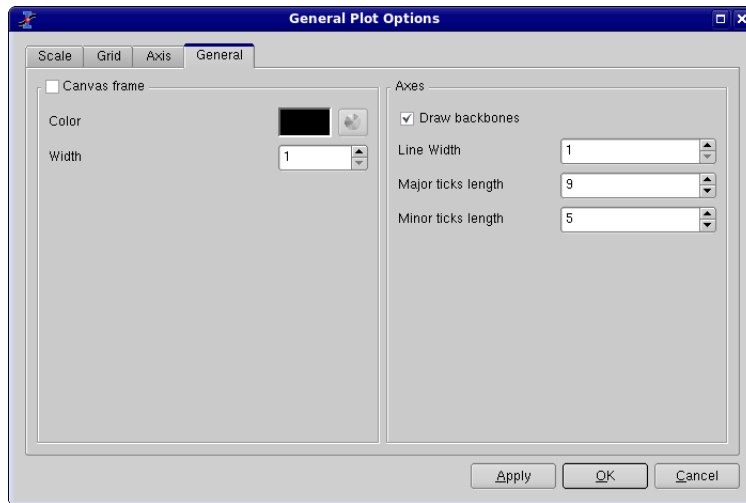 General Plot Options
Scale Grid Axis General
Canvas frame
Color
Width 1
Axes
Draw backbones
Line Width 1
Major ticks length 9
Minor ticks length 5
Apply OK Cancel